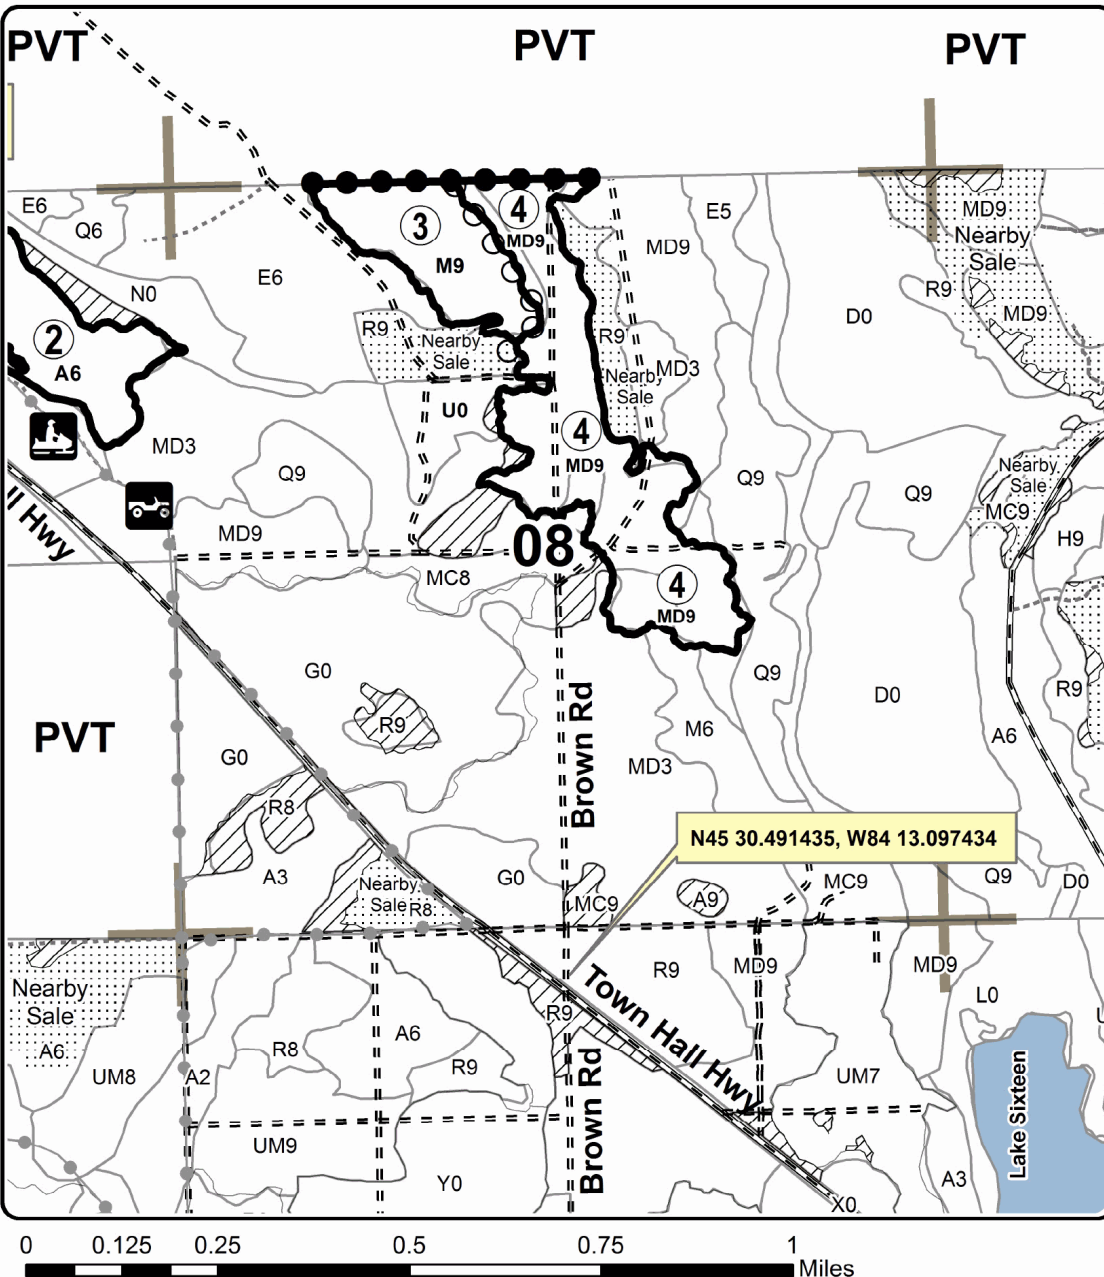 PVT
PVT
PVT
E6
Q6
N0
E6
3
M9
4
MD9
MD9
E5
MD9
Nearby
Sale
R9
MD9
D0
2
A6
R9
Nearby
Sale
R9
Nearby
Sale
MD3
U0
4
MD9
MD3
Q9
MD9
Q9
Q9
Nearby
Sale
MC9
H9
ll Hwy
08
MC8
4
MD9
G0
Q9
D0
R9
PVT
R9
G0
Brown Rd
M6
MD3
A6
R8
N45 30.491435, W84 13.097434
A3
Nearby
Sale
R8
G0
MC9
A9
MC9
Q9
D0
Nearby
Sale
A6
R9
MD9
MD9
L0
Town Hall Hwy
R9
UM8
A2
R8
A6
R9
Brown Rd
UM7
Lake Sixteen
UM9
Y0
A3
X0
0
0.125
0.25
0.5
0.75
1
Miles